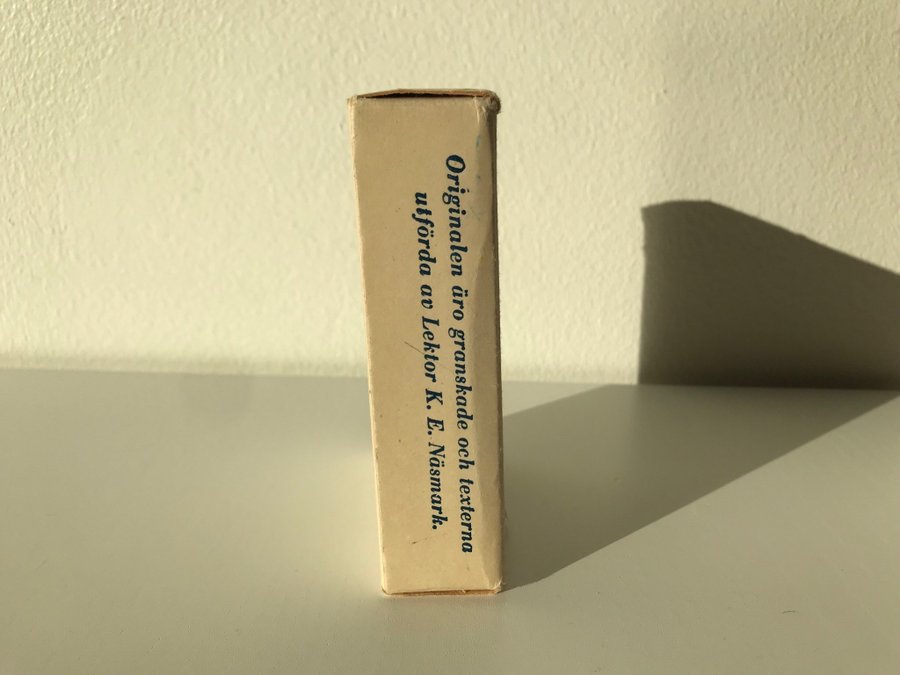 Originalen äro granskade och texterna
utförda av Lektor K. E. Näsmark.